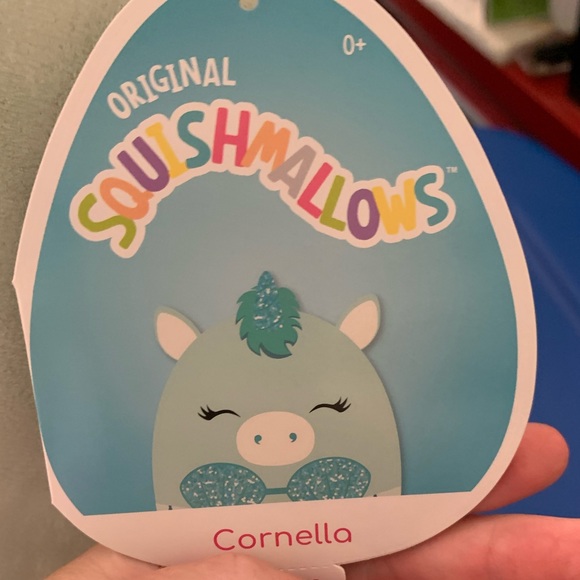 0+
ORIGINAL
SQUISHMALLOWS™
Cornella